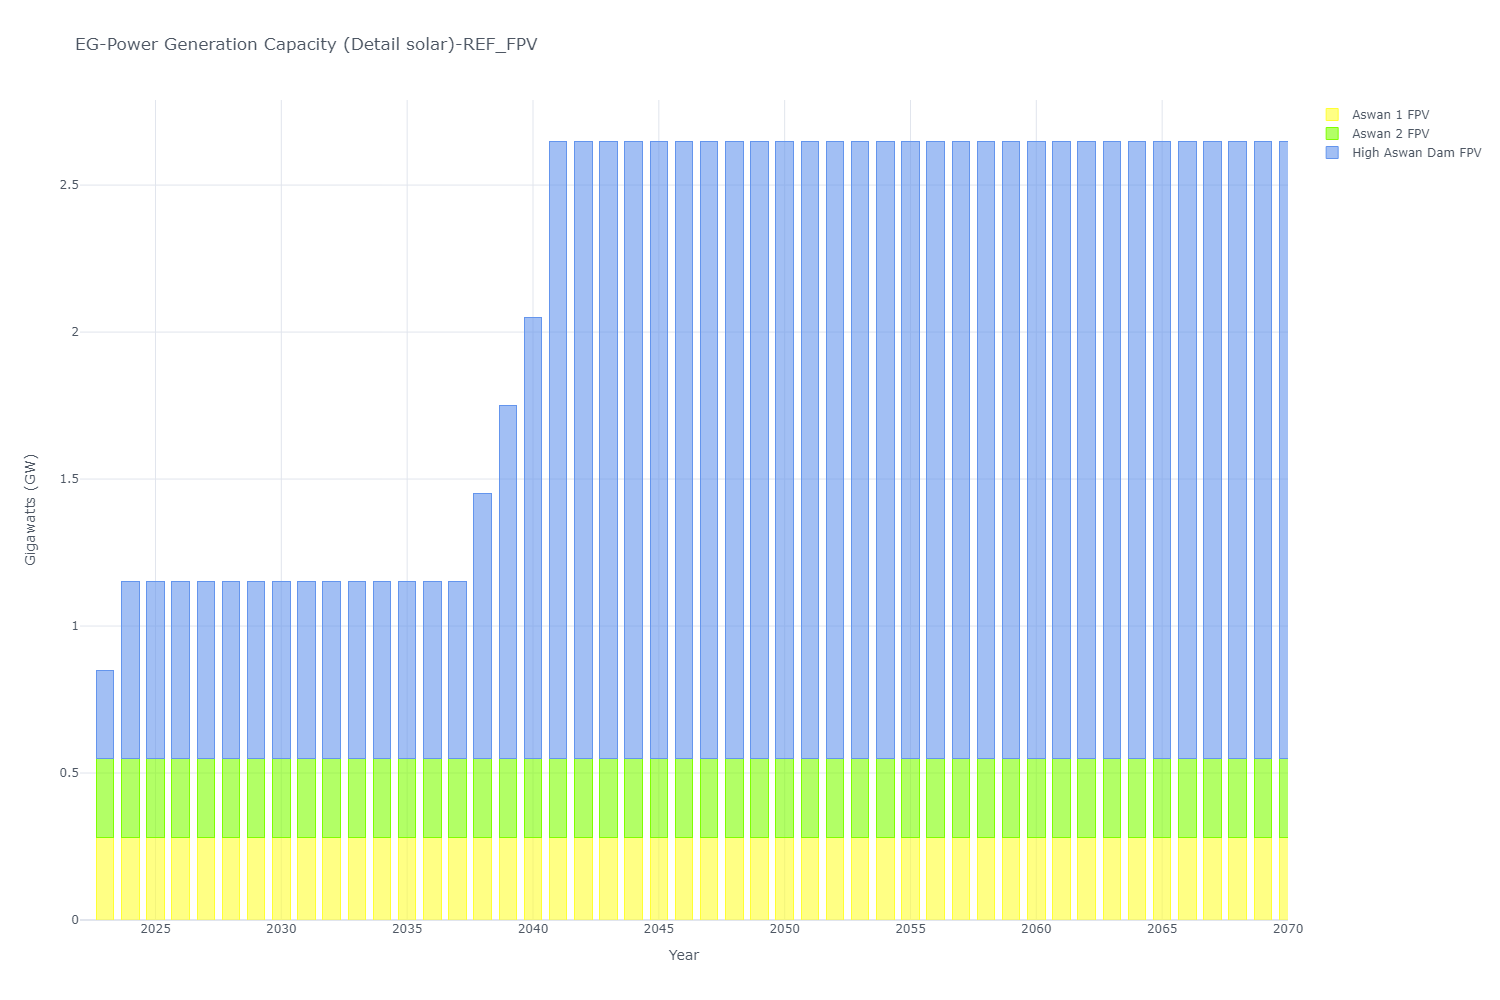 EG-Power Generation Capacity (Detail solar)-REF_FPV
Aswan 1 FPV
Aswan 2 FPV
High Aswan Dam FPV
Gigawatts (GW)
2.5
2
1.5
1
0.5
0
2025 2030 2035 2040 2045 2050 2055 2060 2065 2070
Year